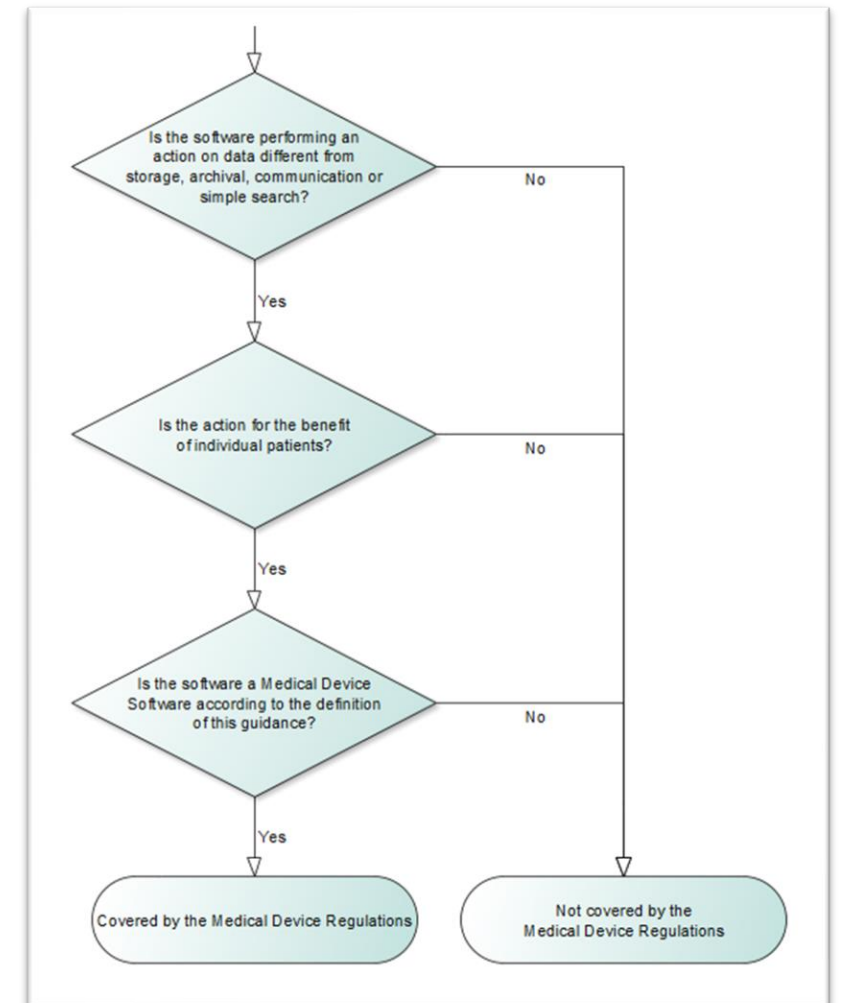 Is the software performing an
action on data different from
storage, archival, communication or
simple search?
No
Yes
Is the action for the benefit
of individual patients?
No
Yes
Is the software a Medical Device
Software according to the definition
of this guidance?
No
Yes
Covered by the Medical Device Regulations
Not covered by the
Medical Device Regulations